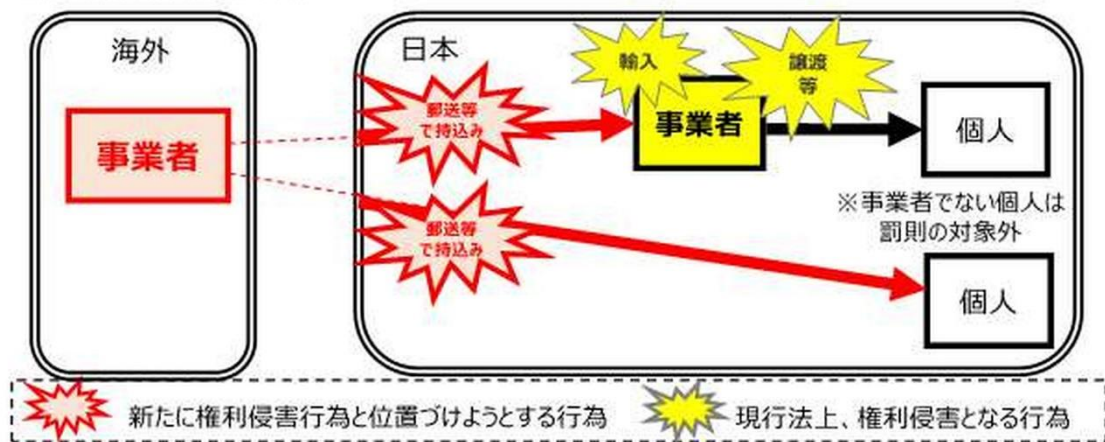 海外
日本
輸入
譲渡
等
郵送等
で持込み
事業者
事業者
個人
※事業者でない個人は
罰則の対象外
郵送等
で持込み
個人
新たに権利侵害行為と位置づけようとする行為
現行法上、権利侵害となる行為